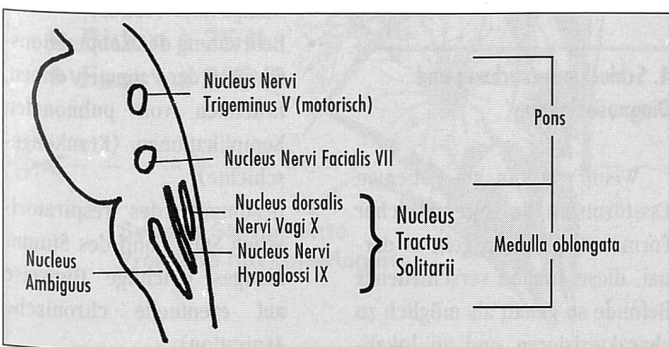 Nucleus Nervi
Trigeminus V (motorisch)
Nucleus Nervi Facialis VII
Nucleus dorsalis
Nervi Vagi X
Nucleus Nervi
Hypoglossi IX
Nucleus
Ambiguus
Nucleus
Tractus
Solitarii
Pons
Medulla oblongata